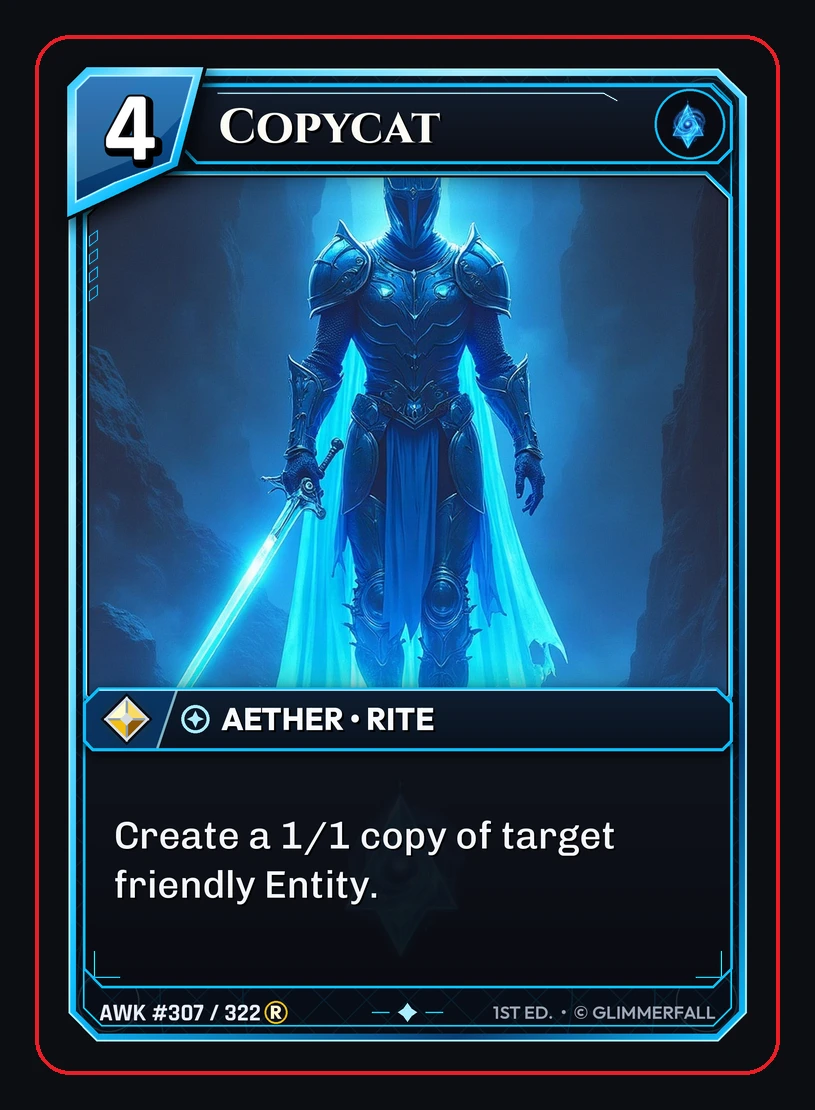 4
COPYCAT
AETHER • RITE
Create a 1/1 copy of target
friendly Entity.
AWK #307 / 322 R
1ST ED. • © GLIMMERFALL